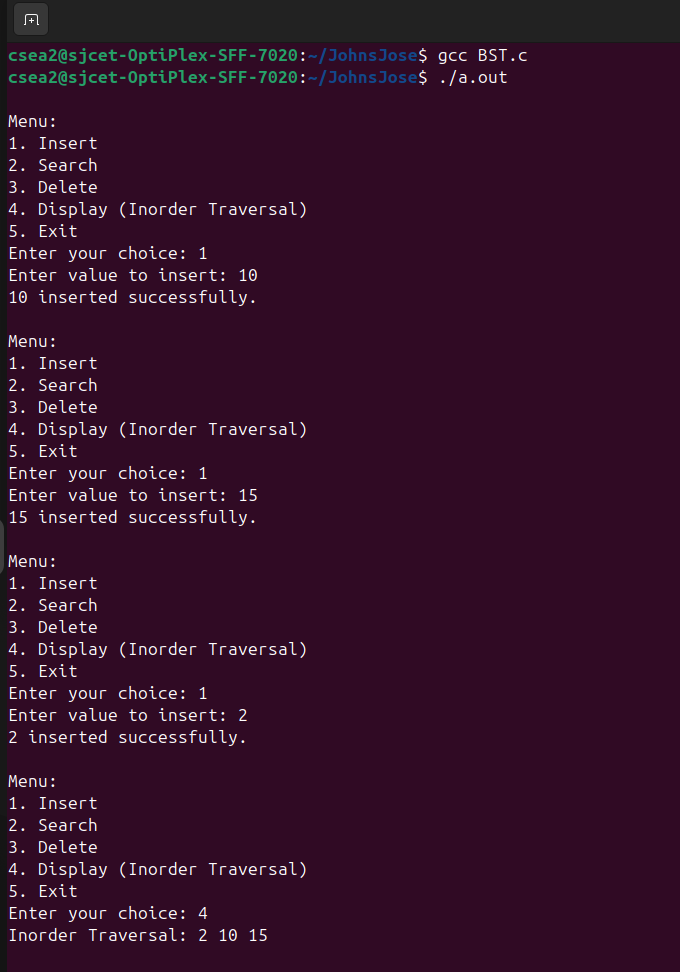 csea2@sjcet-OptiPlex-SFF-7020:~/JohnsJose$ gcc BST.c
csea2@sjcet-OptiPlex-SFF-7020:~/JohnsJose$ ./a.out

Menu:
1. Insert
2. Search
3. Delete
4. Display (Inorder Traversal)
5. Exit
Enter your choice: 1
Enter value to insert: 10
10 inserted successfully.

Menu:
1. Insert
2. Search
3. Delete
4. Display (Inorder Traversal)
5. Exit
Enter your choice: 1
Enter value to insert: 15
15 inserted successfully.

Menu:
1. Insert
2. Search
3. Delete
4. Display (Inorder Traversal)
5. Exit
Enter your choice: 1
Enter value to insert: 2
2 inserted successfully.

Menu:
1. Insert
2. Search
3. Delete
4. Display (Inorder Traversal)
5. Exit
Enter your choice: 4
Inorder Traversal: 2 10 15